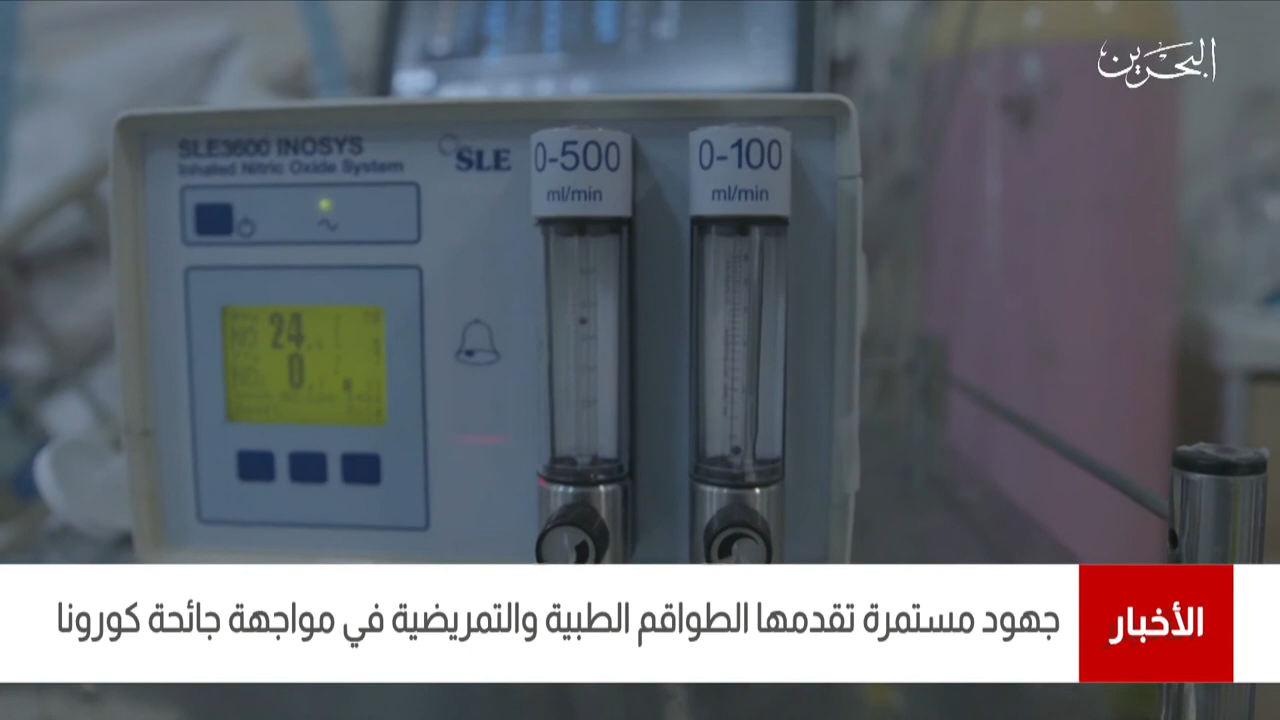 البحرين
SLE3600 INOSYS
Inhaled Nitric Oxide System
SLE
0-500
ml/min
0-100
ml/min
NO 24
0
الأخبار
جهود مستمرة تقدمها الطواقم الطبية والتمريضية في مواجهة جائحة كورونا